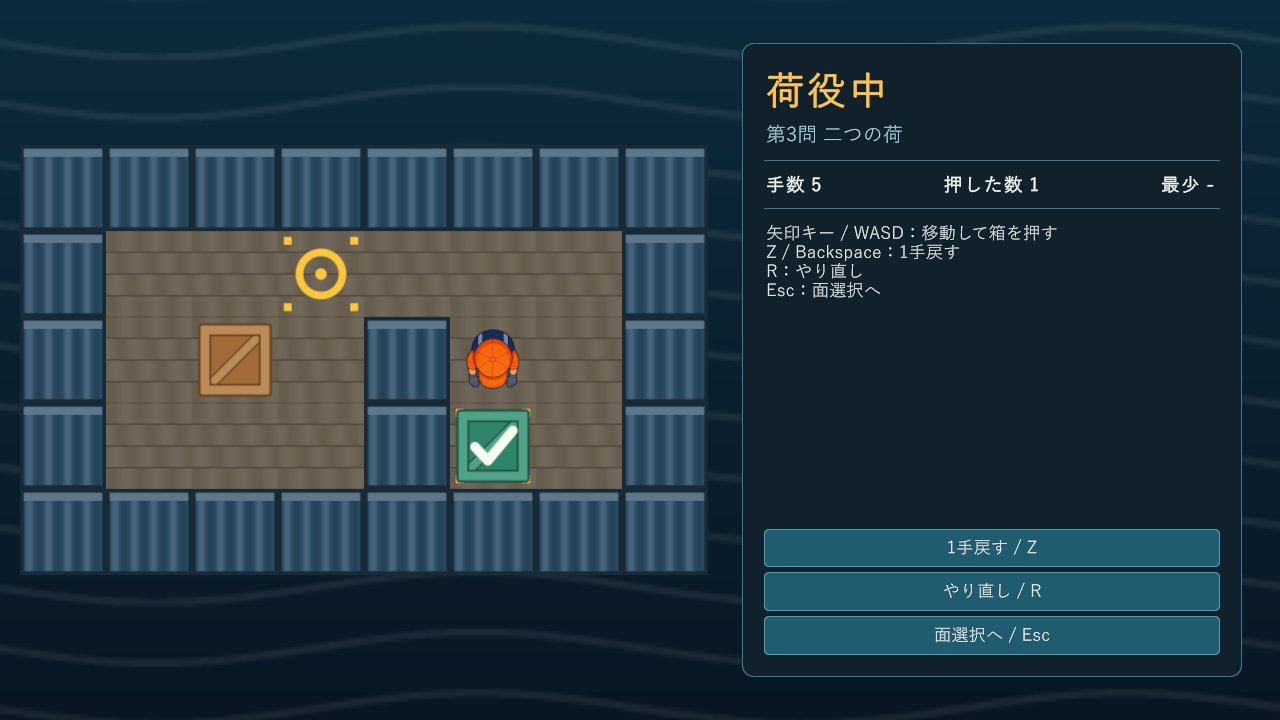 荷役中
第3問 二つの荷
手数 5 押した数 1 最少 -
矢印キー / WASD：移動して箱を押す
Z / Backspace：1手戻す
R：やり直し
Esc：面選択へ
1手戻す / Z
やり直し / R
面選択へ / Esc